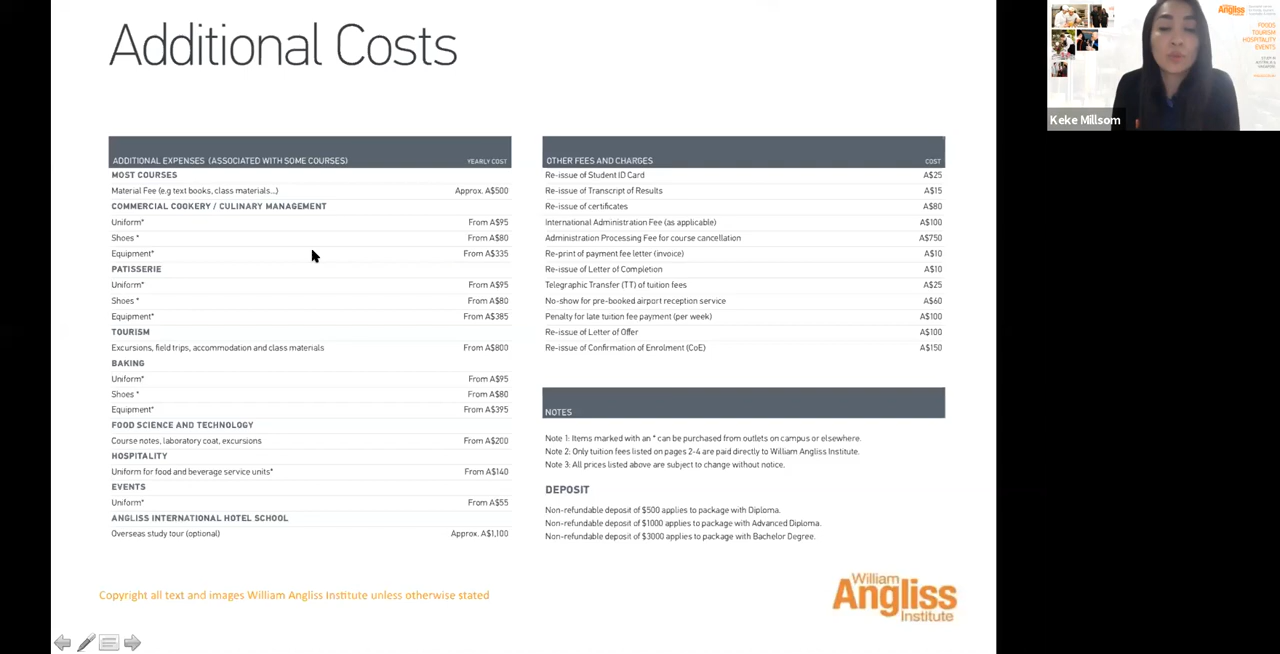 Additional Costs
ADDITIONAL EXPENSES (ASSOCIATED WITH SOME COURSES) YEARLY COST
MOST COURSES
Material Fee (e.g text books, class materials...) Approx. A$500
COMMERCIAL COOKERY / CULINARY MANAGEMENT
Uniform* From A$95
Shoes * From A$80
Equipment* From A$335
PATISSERIE
Uniform* From A$95
Shoes * From A$80
Equipment* From A$385
TOURISM
Excursions, field trips, accommodation and class materials From A$800
BAKING
Uniform* From A$95
Shoes * From A$80
Equipment* From A$395
FOOD SCIENCE AND TECHNOLOGY
Course notes, laboratory coat, excursions From A$200
HOSPITALITY
Uniform for food and beverage service units* From A$140
EVENTS
Uniform* From A$55
ANGLISS INTERNATIONAL HOTEL SCHOOL
Overseas study tour (optional) Approx. A$1,100
OTHER FEES AND CHARGES COST
Re-issue of Student ID Card A$25
Re-issue of Transcript of Results A$15
Re-issue of certificates A$80
International Administration Fee (as applicable) A$100
Administration Processing Fee for course cancellation A$750
Re-print of payment fee letter (invoice) A$10
Re-issue of Letter of Completion A$10
Telegraphic Transfer (TT) of tuition fees A$25
No-show for pre-booked airport reception service A$60
Penalty for late tuition fee payment (per week) A$100
Re-issue of Letter of Offer A$100
Re-issue of Confirmation of Enrolment (CoE) A$150
NOTES
Note 1: Items marked with an * can be purchased from outlets on campus or elsewhere.
Note 2: Only tuition fees listed on pages 2-4 are paid directly to William Angliss Institute.
Note 3: All prices listed above are subject to change without notice.
DEPOSIT
Non-refundable deposit of $500 applies to package with Diploma.
Non-refundable deposit of $1000 applies to package with Advanced Diploma.
Non-refundable deposit of $3000 applies to package with Bachelor Degree.
Copyright all text and images William Angliss Institute unless otherwise stated
William
Angliss
Institute
Angliss
FOODS
TOURISM
HOSPITALITY
EVENTS
Keke Millsom